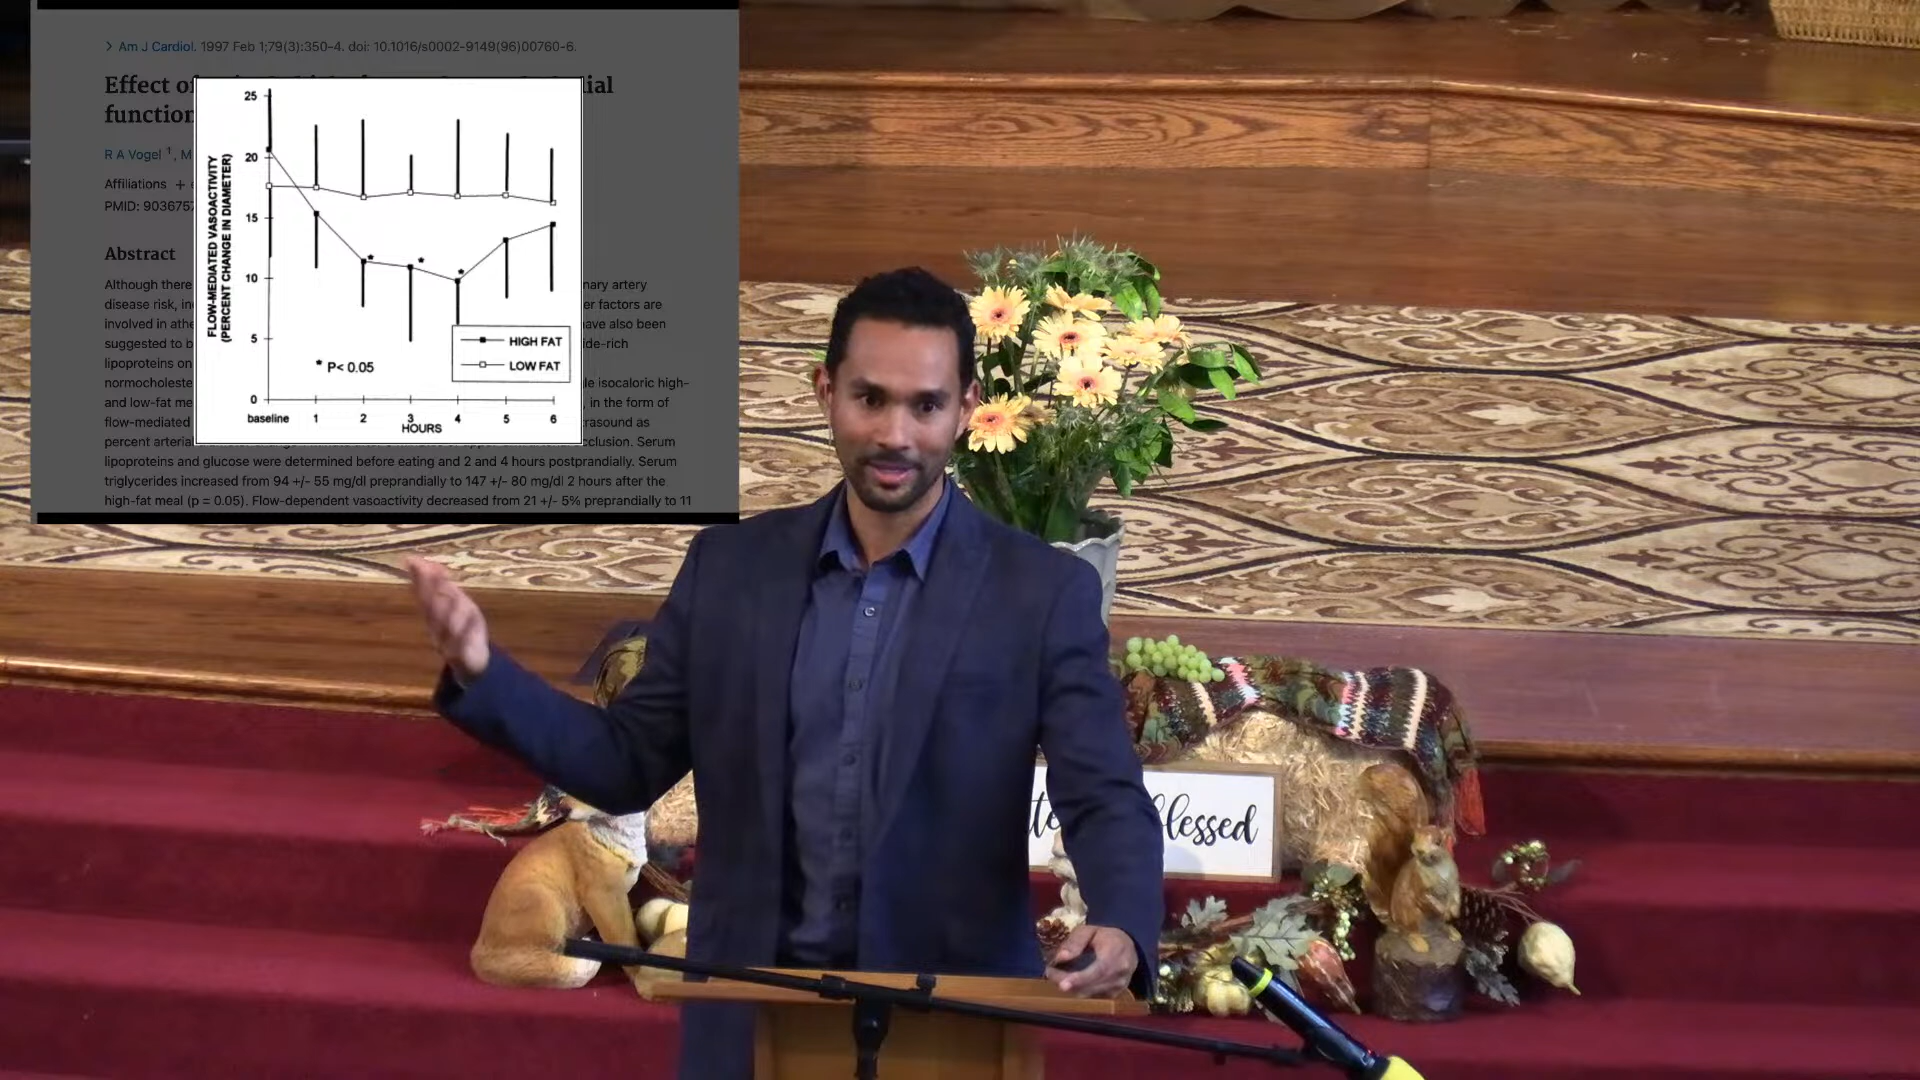 Am J Cardiol. 1997 Feb 1;79(3):350-4. doi: 10.1016/s0002-9149(96)00760-6.
Effect of
ial
function
R A Vogel 1, M
Affiliations +
PMID: 9036757
Abstract
Although there
nary artery
disease risk, in
er factors are
involved in athe
have also been
suggested to b
ide-rich
lipoproteins on
normocholeste
le isocaloric high-
and low-fat me
, in the form of
flow-mediated
trasound as
percent arteria
cclusion. Serum
lipoproteins and glucose were determined before eating and 2 and 4 hours postprandially. Serum
triglycerides increased from 94 +/- 55 mg/dl preprandially to 147 +/- 80 mg/dl 2 hours after the
high-fat meal (p = 0.05). Flow-dependent vasoactivity decreased from 21 +/- 5% preprandially to 11
FLOW-MEDIATED VASOACTIVITY
(PERCENT CHANGE IN DIAMETER)
25
20
15
10
5
0
* P< 0.05
HIGH FAT
LOW FAT
baseline 1 2 3 4 5 6
HOURS
blessed